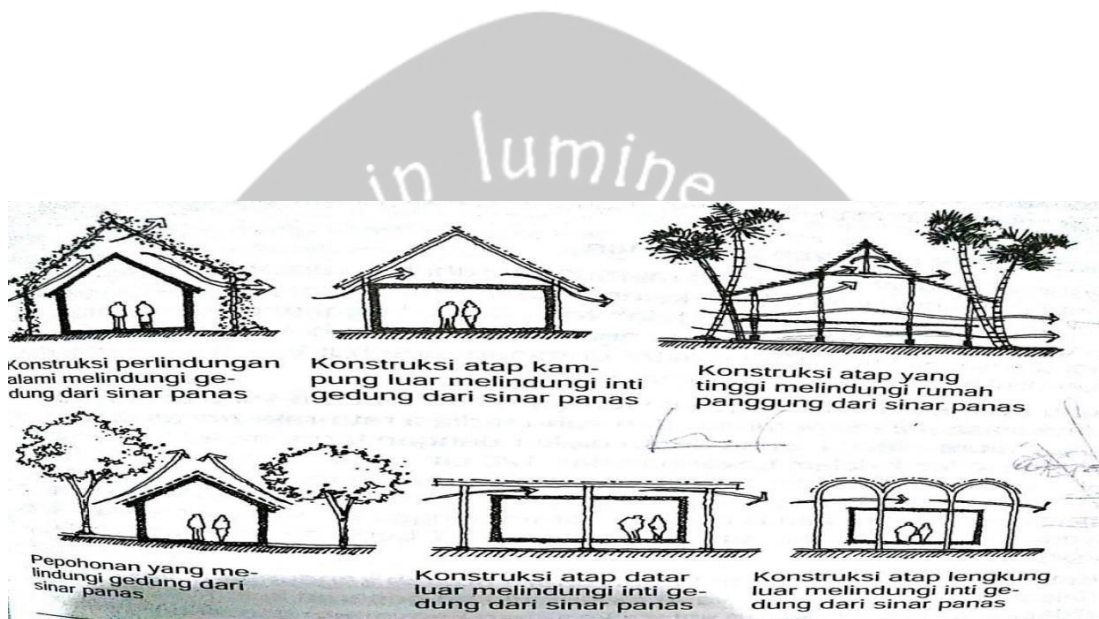 in lumine
Konstruksi perlindungan
alami melindungi ge-
dung dari sinar panas
Konstruksi atap kam-
pung luar melindungi inti
gedung dari sinar panas
Konstruksi atap yang
tinggi melindungi rumah
panggung dari sinar panas
Pepohonan yang me-
lindungi gedung dari
sinar panas
Konstruksi atap datar
luar melindungi inti ge-
dung dari sinar panas
Konstruksi atap lengkung
luar melindungi inti ge-
dung dari sinar panas